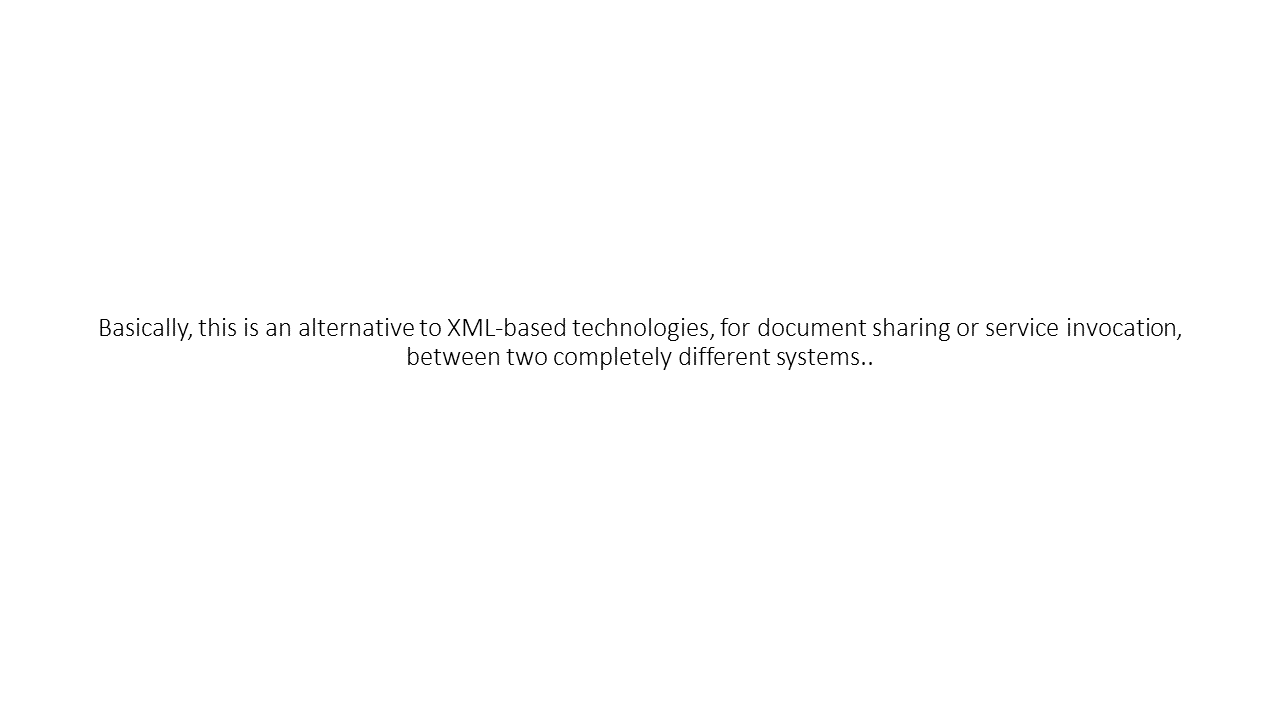 Basically, this is an alternative to XML-based technologies, for document sharing or service invocation,
between two completely different systems..